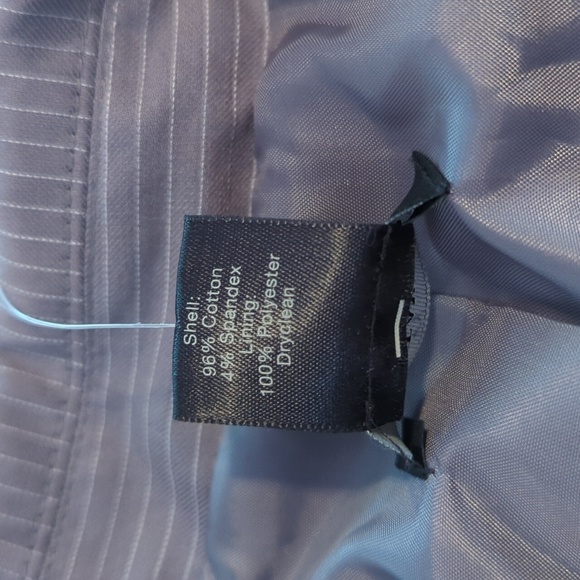 Shell:
96% Cotton
4% Spandex
Lining
100% Polyester
Dryclean